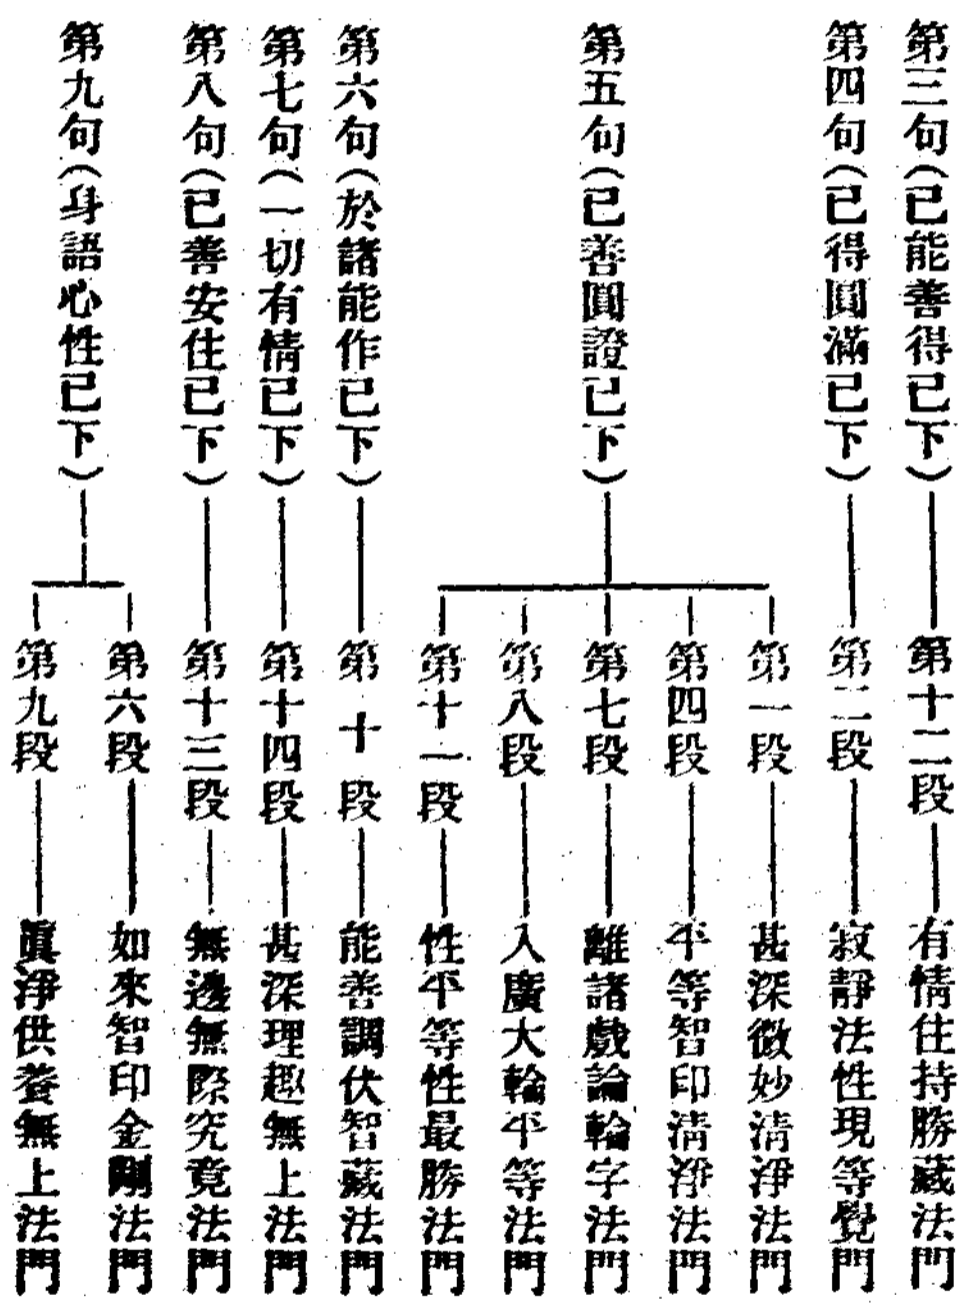 第三句(已能善得已下)――第十二段――有情住持勝藏法門
第四句(已得圓滿已下)――第二段――寂靜法性現等覺門
第五句(已善圓證已下)
第一段――甚深微妙淸淨法門
第四段――平等智印淸淨法門
第七段――離諸戲論輪字法門
第八段――入廣大輪平等法門
第十一段――性平等性最勝法門
第六句(於諸能作已下)――第十段――能善調伏智藏法門
第七句(一切有情已下)――第十四段――甚深理趣無上法門
第八句(已善安住已下)――第十三段――無邊無際究竟法門
第九句(身語心性已下)
第六段――如來智印金剛法門
第九段――眞淨供養無上法門